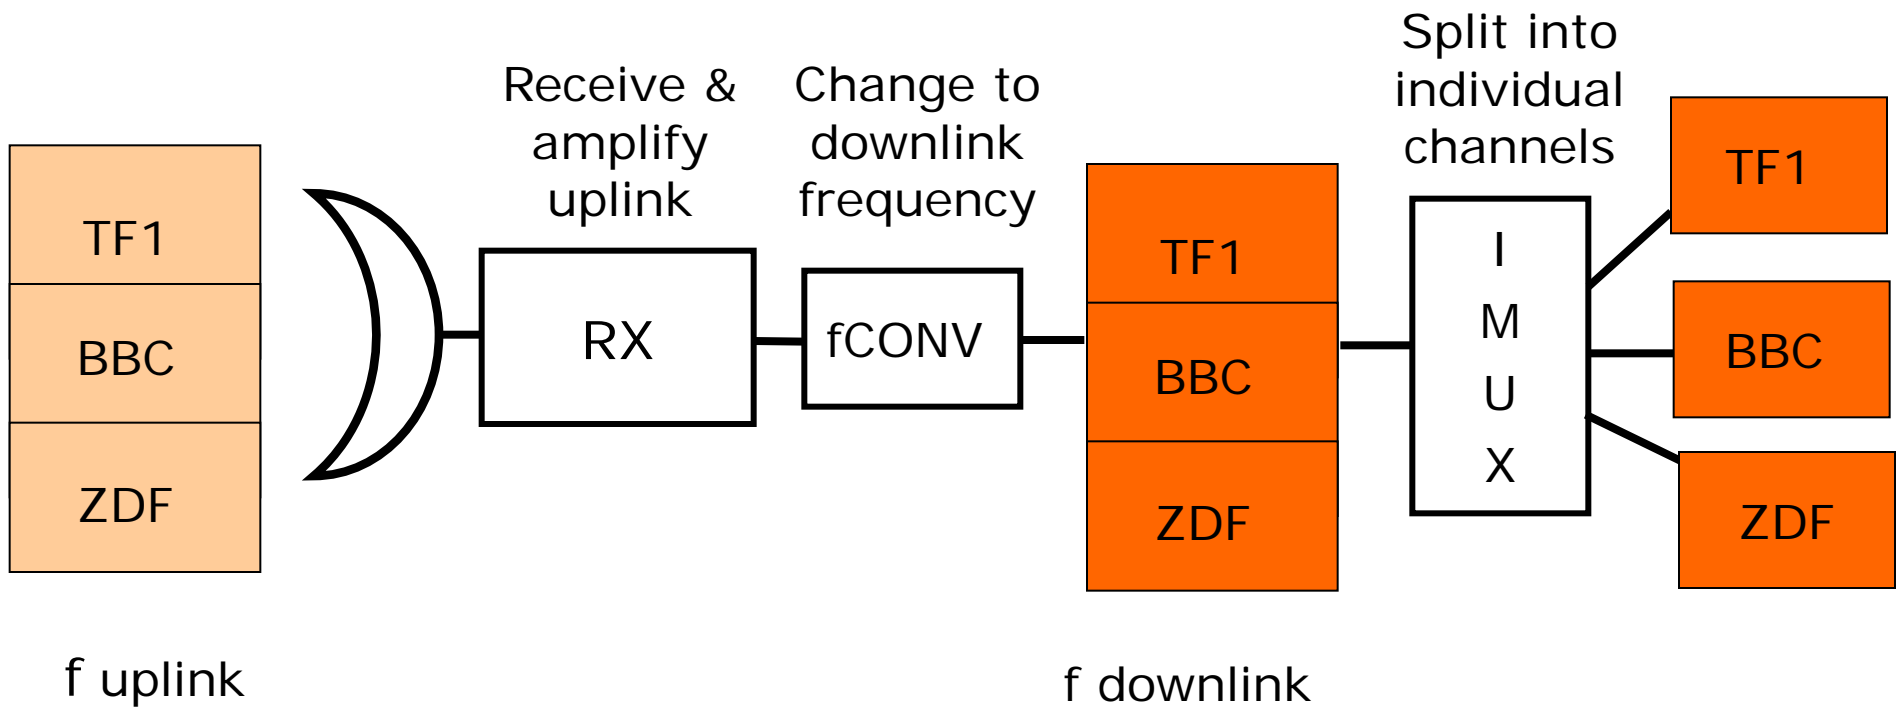 Receive &
amplify
uplink
Change to
downlink
frequency
Split into
individual
channels
TF1
BBC
ZDF
RX
fCONV
TF1
BBC
ZDF
I
M
U
X
TF1
BBC
ZDF
f uplink
f downlink